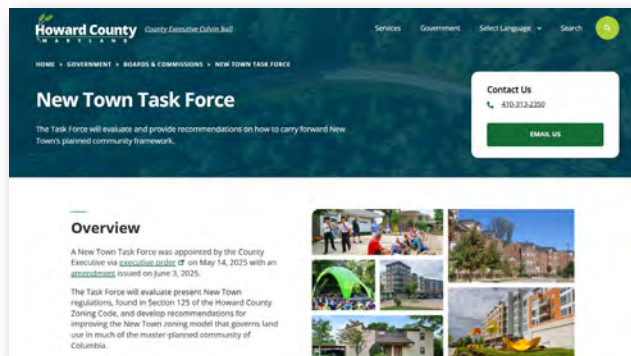 Howard County
MARYLAND
County Executive Calvin Ball
Services Government Select Language Search
HOME > GOVERNMENT > BOARDS & COMMISSIONS > NEW TOWN TASK FORCE
New Town Task Force
The Task Force will evaluate and provide recommendations on how to carry forward New
Town's planned community framework.
Contact Us
410-313-2350
EMAIL US
Overview
A New Town Task Force was appointed by the County
Executive via executive order on May 14, 2025 with an
amendment issued on June 3, 2025.
The Task Force will evaluate present New Town
regulations, found in Section 125 of the Howard County
Zoning Code, and develop recommendations for
improving the New Town zoning model that governs land
use in much of the master-planned community of
Columbia.